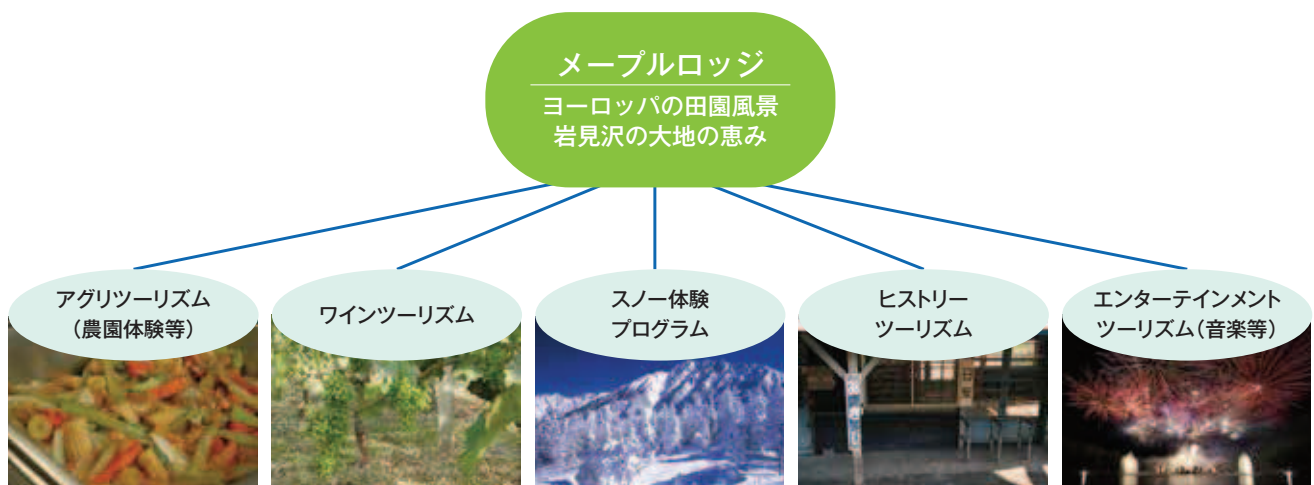 メープルロッジ
ヨーロッパの田園風景
岩見沢の大地の恵み
アグリツーリズム
（農園体験等）
ワインツーリズム
スノー体験
プログラム
ヒストリー
ツーリズム
エンターテインメント
ツーリズム（音楽等）